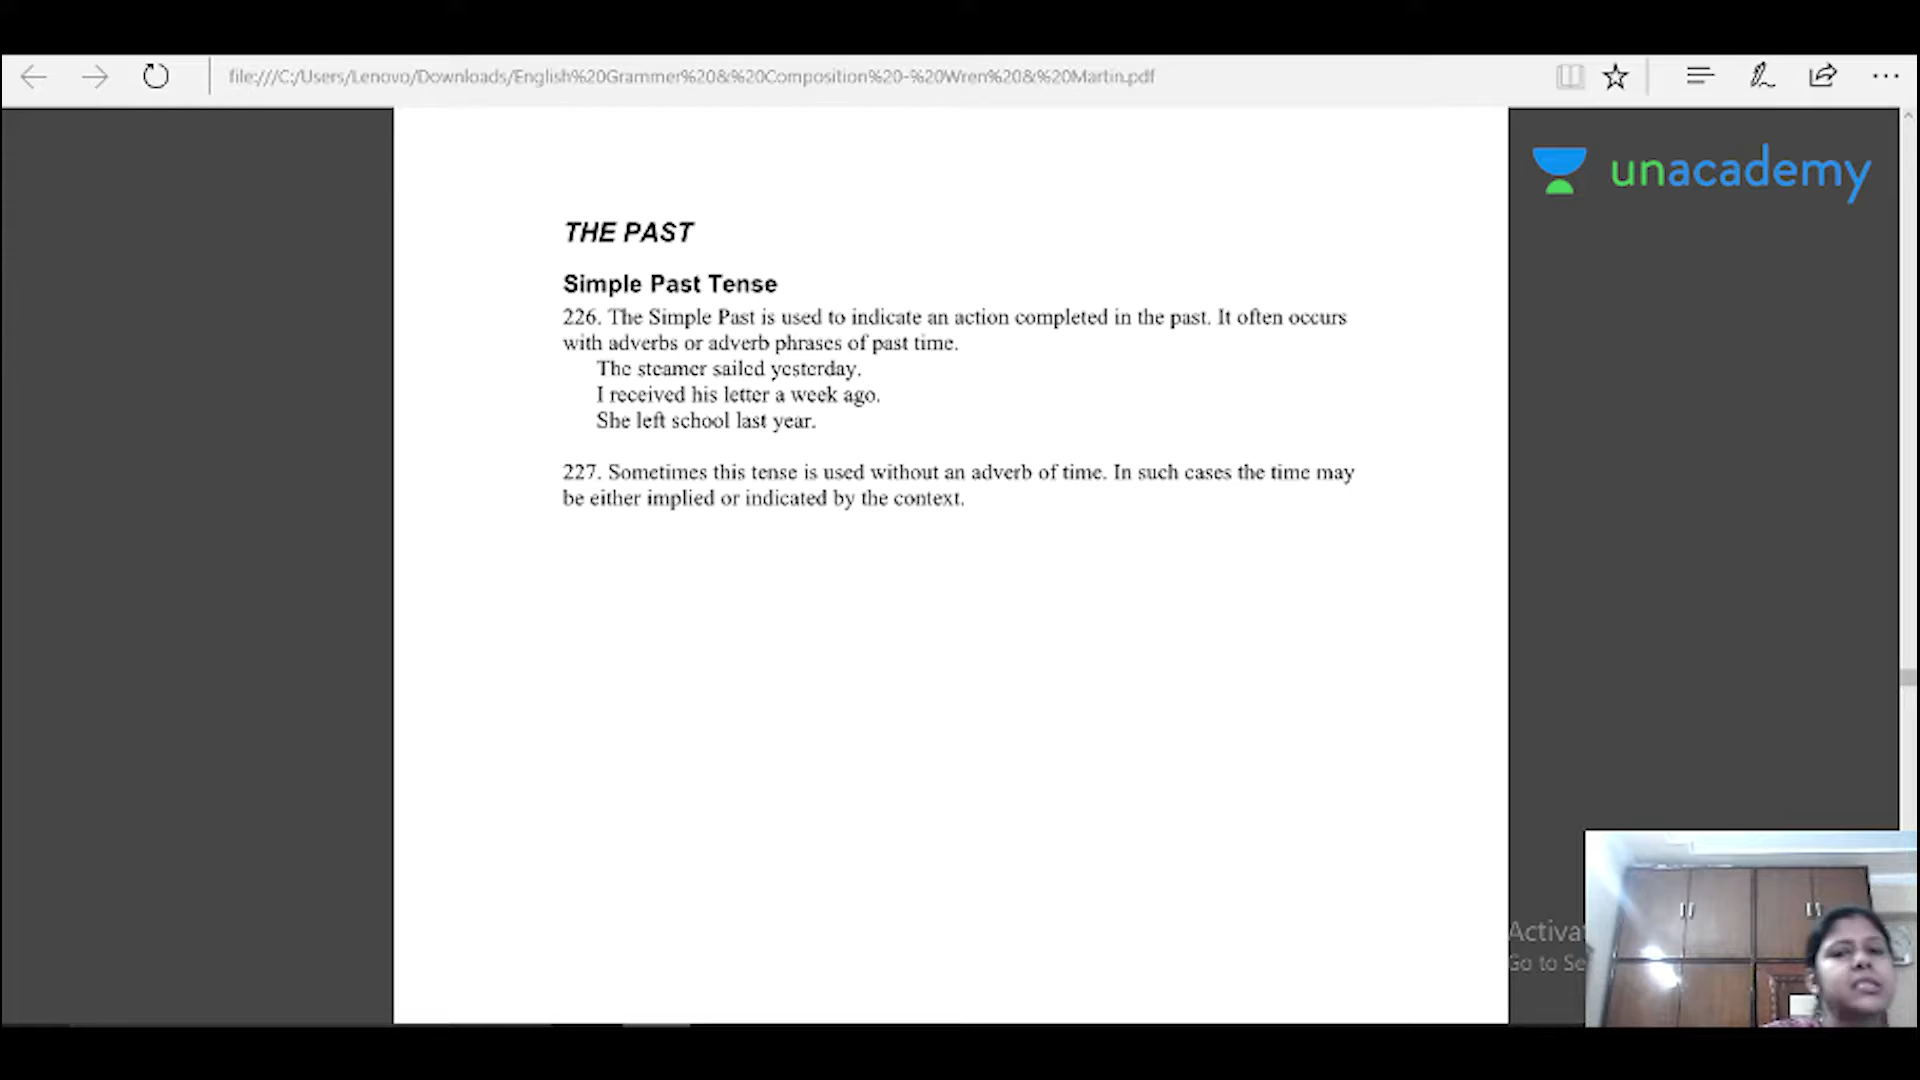 file:///C:/Users/Lenovo/Downloads/English%20Grammer%20&%20Composition%20-%20Wren%20&%20Martin.pdf
unacademy
THE PAST
Simple Past Tense
226. The Simple Past is used to indicate an action completed in the past. It often occurs
with adverbs or adverb phrases of past time.
The steamer sailed yesterday.
I received his letter a week ago.
She left school last year.
227. Sometimes this tense is used without an adverb of time. In such cases the time may
be either implied or indicated by the context.
Activa
Go to Se